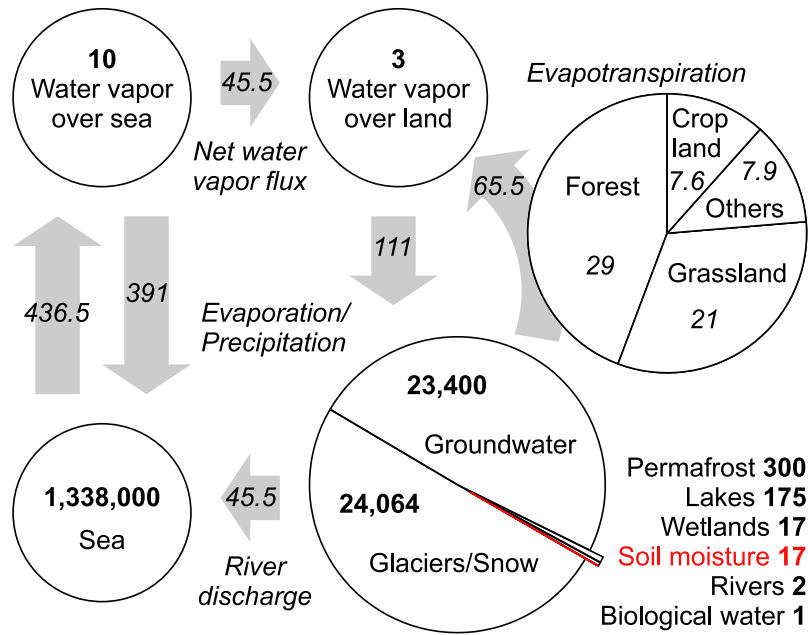 10
Water vapor
over sea
45.5
Net water
vapor flux
3
Water vapor
over land
Evapotranspiration
Crop
land
7.6
7.9
Others
Forest
29
Grassland
21
65.5
111
436.5
391
Evaporation/
Precipitation
23,400
Groundwater
24,064
Glaciers/Snow
1,338,000
Sea
45.5
River
discharge
Permafrost 300
Lakes 175
Wetlands 17
Soil moisture 17
Rivers 2
Biological water 1